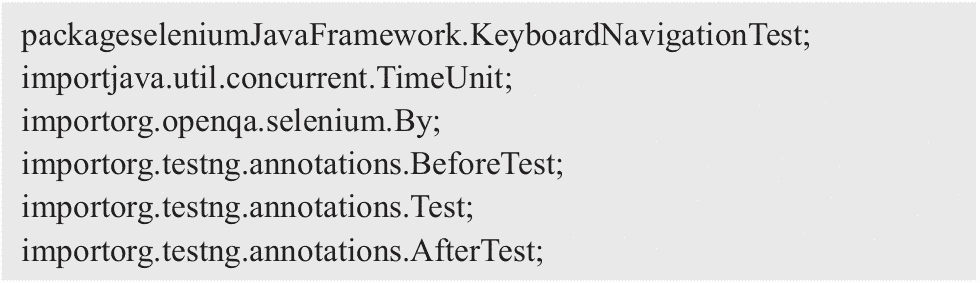 packageseleniumJavaFramework.KeyboardNavigationTest;
importjava.util.concurrent.TimeUnit;
importorg.openqa.selenium.By;
importorg.testng.annotations.BeforeTest;
importorg.testng.annotations.Test;
importorg.testng.annotations.AfterTest;